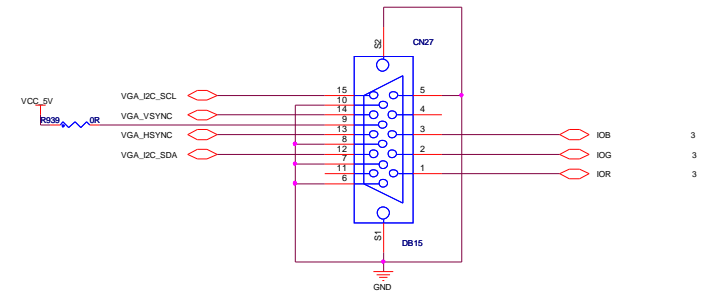 S2
CN27
VGA_I2C_SCL
15
5
VCC_5V
10
R939
0R
VGA_VSYNC
14
4
9
VGA_HSYNC
13
3
IOB
3
8
VGA_I2C_SDA
12
2
IOG
3
7
11
1
IOR
3
6
S1
DB15
GND